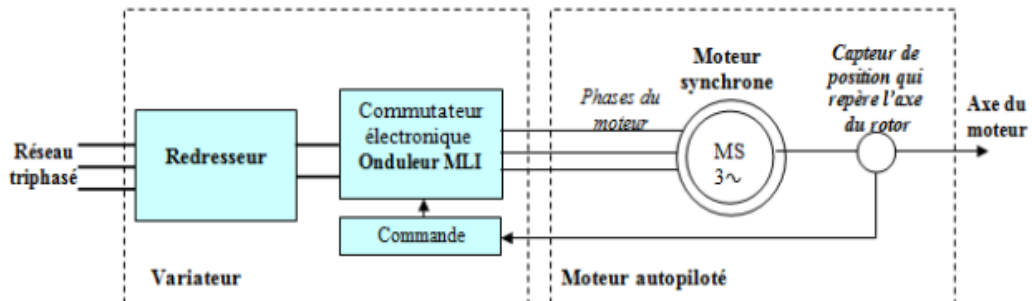 Réseau
triphasé
Redresseur
Commutateur
électronique
Onduleur MLI
Commande
Variateur
Phases du
moteur
Moteur
synchrone
MS
3∿
Capteur de
position qui
repère l'axe
du rotor
Axe du
moteur
Moteur autopiloté